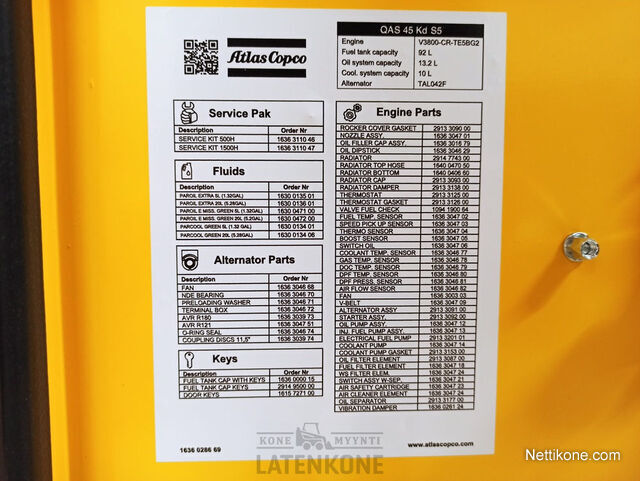 Atlas Copco
QAS 45 Kd S5
Engine V3800-CR-TE5BG2
Fuel tank capacity 92 L
Oil system capacity 13.2 L
Cool. system capacity 10 L
Alternator TAL042F
Service Pak
Description Order Nr
SERVICE KIT 500H 1636 3110 46
SERVICE KIT 1500H 1636 3110 47
Fluids
Description Order Nr
PAROIL EXTRA 5L (1.32GAL) 1630 0135 01
PAROIL EXTRA 20L (5.28GAL) 1630 0136 01
PAROIL E MISS. GREEN 5L (1.32GAL) 1630 0471 00
PAROIL E MISS. GREEN 20L (5.2GAL) 1630 0472 00
PARCOOL GREEN 5L (1.32 GAL) 1630 0134 01
PARCOOL GREEN 20L (5.28GAL) 1630 0134 06
Alternator Parts
Description Order Nr
FAN 1636 3046 68
NDE BEARING 1636 3046 70
PRELOADING WASHER 1636 3046 71
TERMINAL BOX 1636 3046 72
AVR R180 1636 3039 73
AVR R121 1636 3047 51
O-RING SEAL 1636 3046 74
COUPLING DISCS 11,5" 1636 3039 74
Keys
Description Order Nr
FUEL TANK CAP WITH KEYS 1636 0000 15
FUEL TANK CAP KEYS 2914 9500 00
DOOR KEYS 1615 7271 00
1636 0286 69
Engine Parts
Description Order Nr
ROCKER COVER GASKET 2913 3090 00
NOZZLE ASSY. 1636 3047 01
OIL FILLER CAP ASSY. 1636 3016 79
OIL DIPSTICK 1636 3046 29
RADIATOR 2914 7743 00
RADIATOR TOP HOSE 1640 0470 50
RADIATOR BOTTOM 1640 0406 60
RADIATOR CAP 2913 3093 00
RADIATOR DAMPER 2913 3138 00
THERMOSTAT 2913 3125 00
THERMOSTAT GASKET 2913 3126 00
VALVE FUEL CHECK 1094 1900 64
FUEL TEMP. SENSOR 1636 3047 02
SPEED PICK UP SENSOR 1636 3047 03
THERMO SENSOR 1636 3047 04
BOOST SENSOR 1636 3047 05
SWITCH OIL 1636 3047 06
COOLANT TEMP. SENSOR 1636 3046 77
GAS TEMP. SENSOR 1636 3046 78
DOC TEMP. SENSOR 1636 3046 79
DPF TEMP. SENSOR 1636 3046 80
DPF PRESS. SENSOR 1636 3046 81
AIR FLOW SENSOR 1636 3046 82
FAN 1636 3003 03
V-BELT 1636 3047 09
ALTERNATOR ASSY 2913 3091 00
STARTER ASSY. 2913 3092 00
OIL PUMP ASSY. 1636 3047 12
INJ. FUEL PUMP ASSY. 1636 3047 13
ELECTRICAL FUEL PUMP 2913 3201 01
COOLANT PUMP 1636 3047 14
COOLANT PUMP GASKET 2913 3153 00
OIL FILTER ELEMENT 2913 3087 00
FUEL FILTER ELEMENT 1636 3047 18
WS FILTER ELEM. 1636 3047 24
SWITCH ASSY W-SEP. 1636 3047 21
AIR SAFETY CARTRIDGE 1636 3047 23
AIR CLEANER ELEMENT 1636 3047 24
OIL SEPARATOR 2913 3177 00
VIBRATION DAMPER 1636 0261 24
www.atlascopco.com
KONE MYYNTI
LATENKONE
Nettikone.com